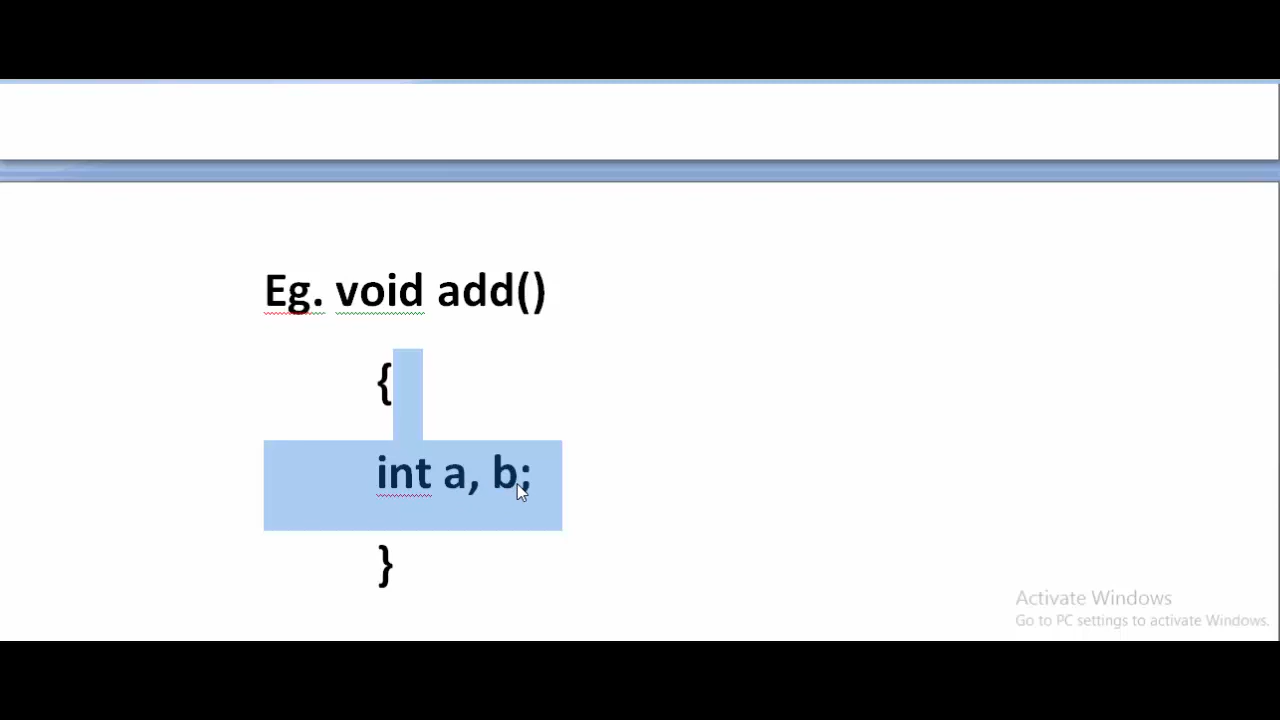 Eg. void add()
{
int a, b;
}
Activate Windows
Go to PC settings to activate Windows.